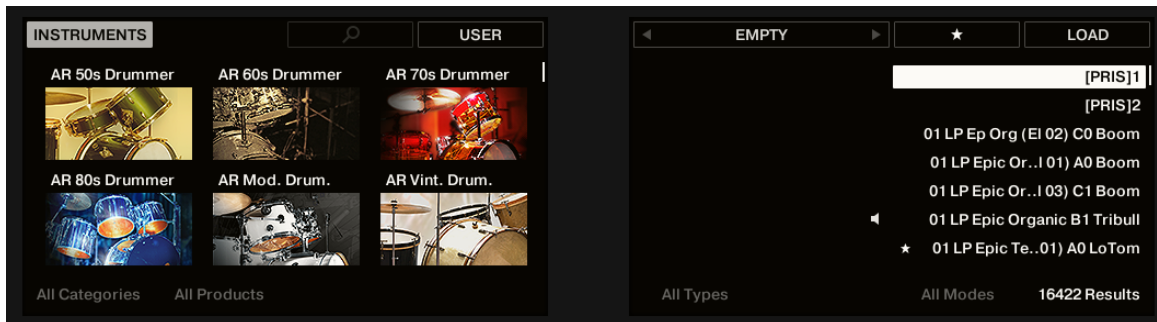 INSTRUMENTS
USER
AR 50s Drummer
AR 60s Drummer
AR 70s Drummer
AR 80s Drummer
AR Mod. Drum.
AR Vint. Drum.
All Categories
All Products
EMPTY
★
LOAD
[PRIS]1
[PRIS]2
01 LP Ep Org (El 02) C0 Boom
01 LP Epic Or..l 01) A0 Boom
01 LP Epic Or..l 03) C1 Boom
01 LP Epic Organic B1 Tribull
★ 01 LP Epic Te..01) A0 LoTom
All Types
All Modes
16422 Results